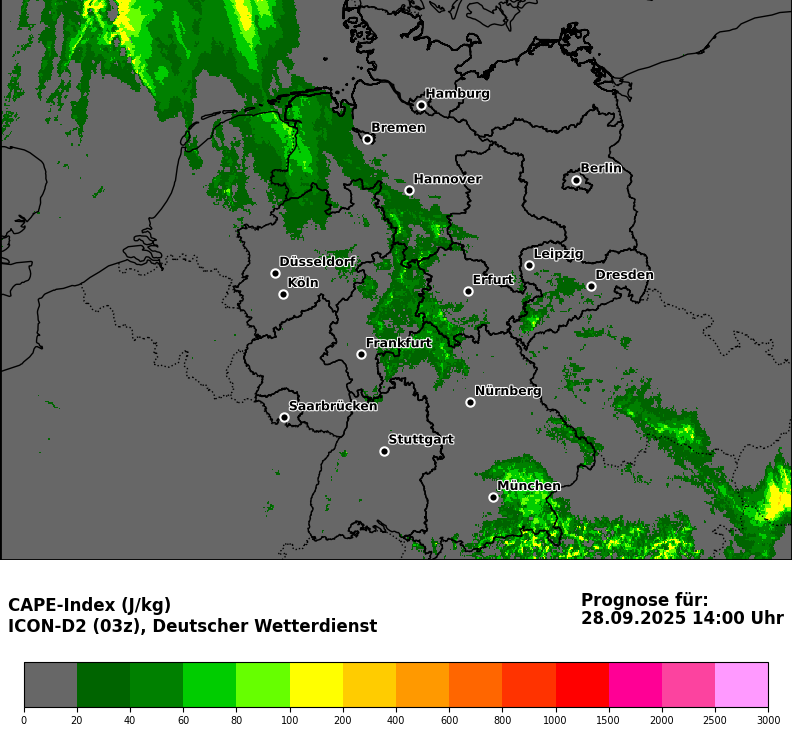 Hamburg
Bremen
Berlin
Hannover
Leipzig
Düsseldorf
Dresden
Köln
Erfurt
Frankfurt
Nürnberg
Saarbrücken
Stuttgart
München
CAPE-Index (J/kg)
ICON-D2 (03z), Deutscher Wetterdienst
Prognose für:
28.09.2025 14:00 Uhr
0 20 40 60 80 100 200 400 600 800 1000 1500 2000 2500 3000